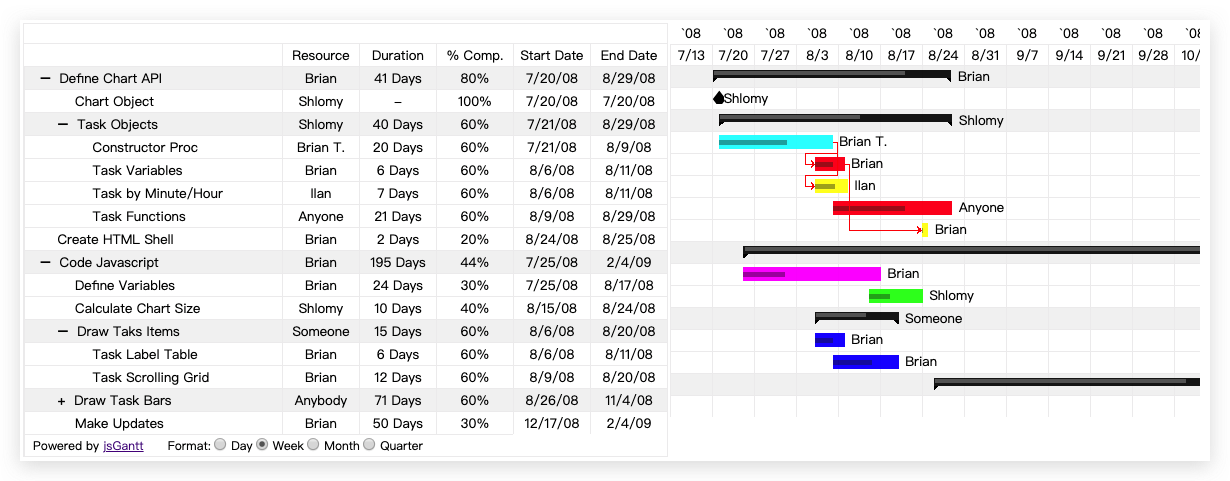 `08 `08 `08 `08 `08 `08 `08 `08 `08 `08 `08 `08 `08
Resource Duration % Comp. Start Date End Date 7/13 7/20 7/27 8/3 8/10 8/17 8/24 8/31 9/7 9/14 9/21 9/28 10/
− Define Chart API Brian 41 Days 80% 7/20/08 8/29/08 Brian
Chart Object Shlomy – 100% 7/20/08 7/20/08 Shlomy
− Task Objects Shlomy 40 Days 60% 7/21/08 8/29/08 Shlomy
Constructor Proc Brian T. 20 Days 60% 7/21/08 8/9/08 Brian T.
Task Variables Brian 6 Days 60% 8/6/08 8/11/08 Brian
Task by Minute/Hour Ilan 7 Days 60% 8/6/08 8/11/08 Ilan
Task Functions Anyone 21 Days 60% 8/9/08 8/29/08 Anyone
Create HTML Shell Brian 2 Days 20% 8/24/08 8/25/08 Brian
− Code Javascript Brian 195 Days 44% 7/25/08 2/4/09
Define Variables Brian 24 Days 30% 7/25/08 8/17/08 Brian
Calculate Chart Size Shlomy 10 Days 40% 8/15/08 8/24/08 Shlomy
− Draw Taks Items Someone 15 Days 60% 8/6/08 8/20/08 Someone
Task Label Table Brian 6 Days 60% 8/6/08 8/11/08 Brian
Task Scrolling Grid Brian 12 Days 60% 8/9/08 8/20/08 Brian
+ Draw Task Bars Anybody 71 Days 60% 8/26/08 11/4/08
Make Updates Brian 50 Days 30% 12/17/08 2/4/09
Powered by jsGantt Format: Day Week Month Quarter